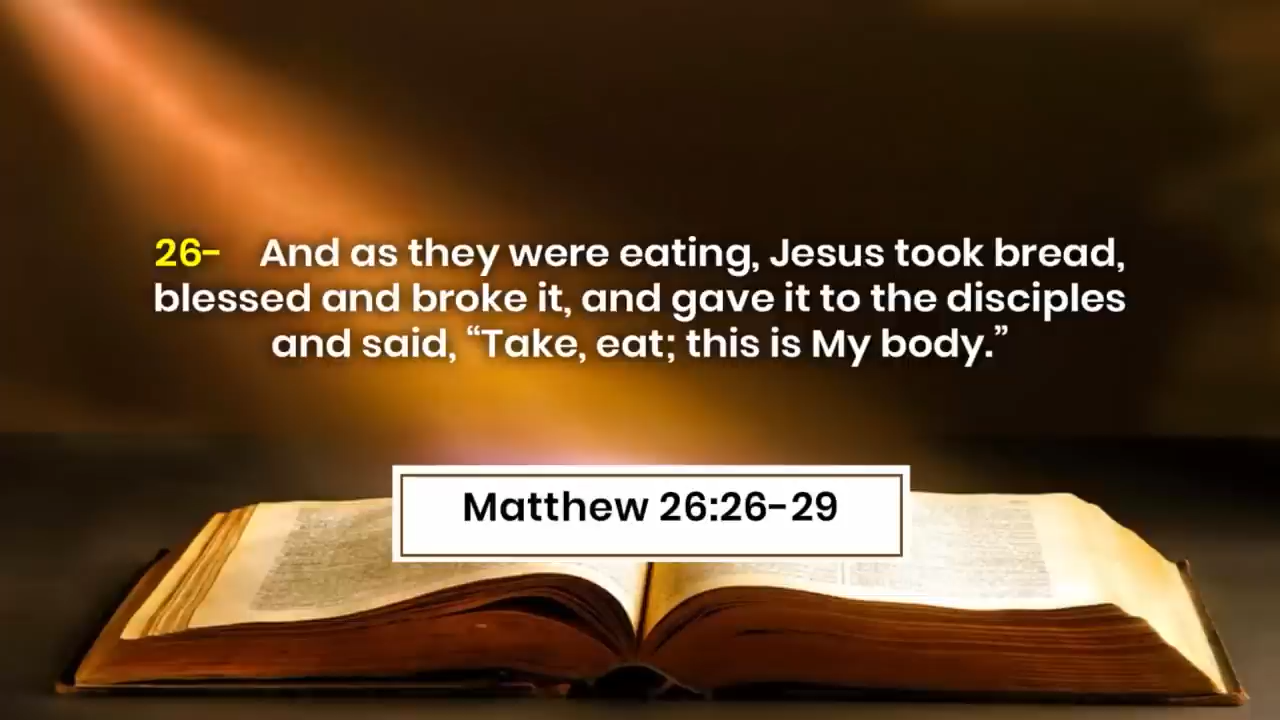 26- And as they were eating, Jesus took bread,
blessed and broke it, and gave it to the disciples
and said, “Take, eat; this is My body.”
Matthew 26:26-29